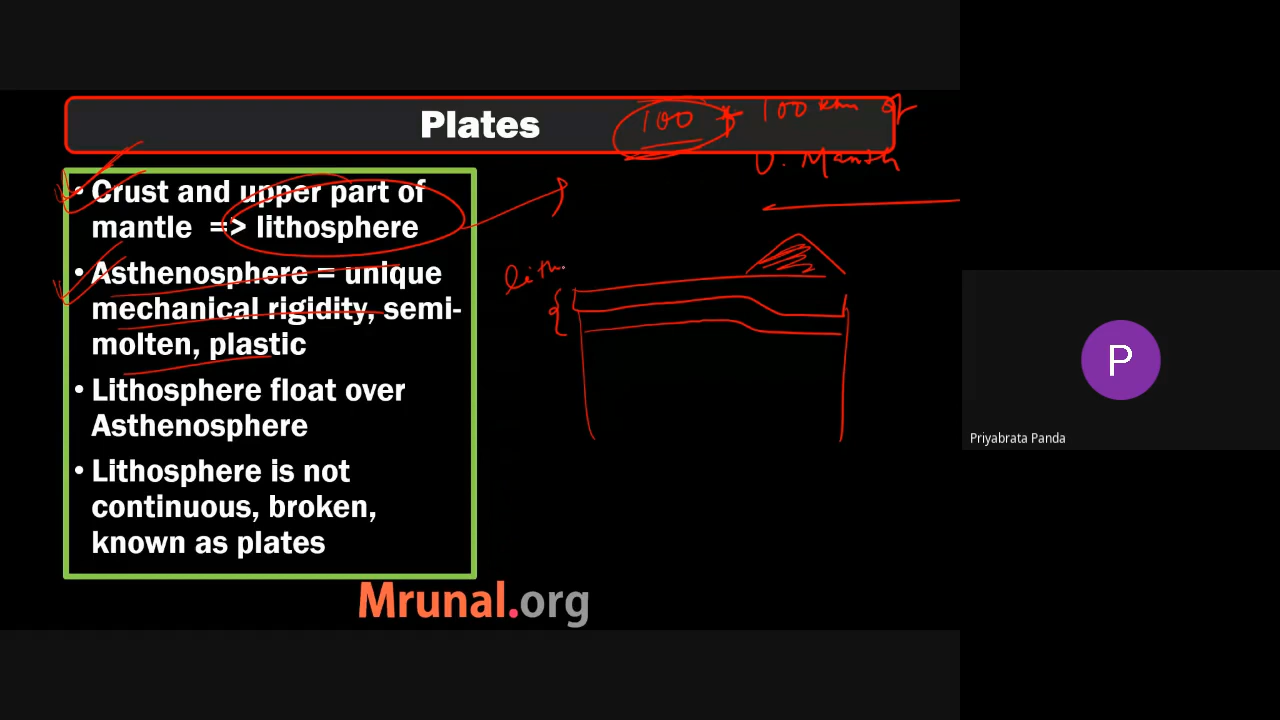 Plates
100 + 100 km of
U. Mantle
• Crust and upper part of
mantle => lithosphere
• Asthenosphere = unique
mechanical rigidity, semi-
molten, plastic
• Lithosphere float over
Asthenosphere
• Lithosphere is not
continuous, broken,
known as plates
lith
Mrunal.org
P
Priyabrata Panda